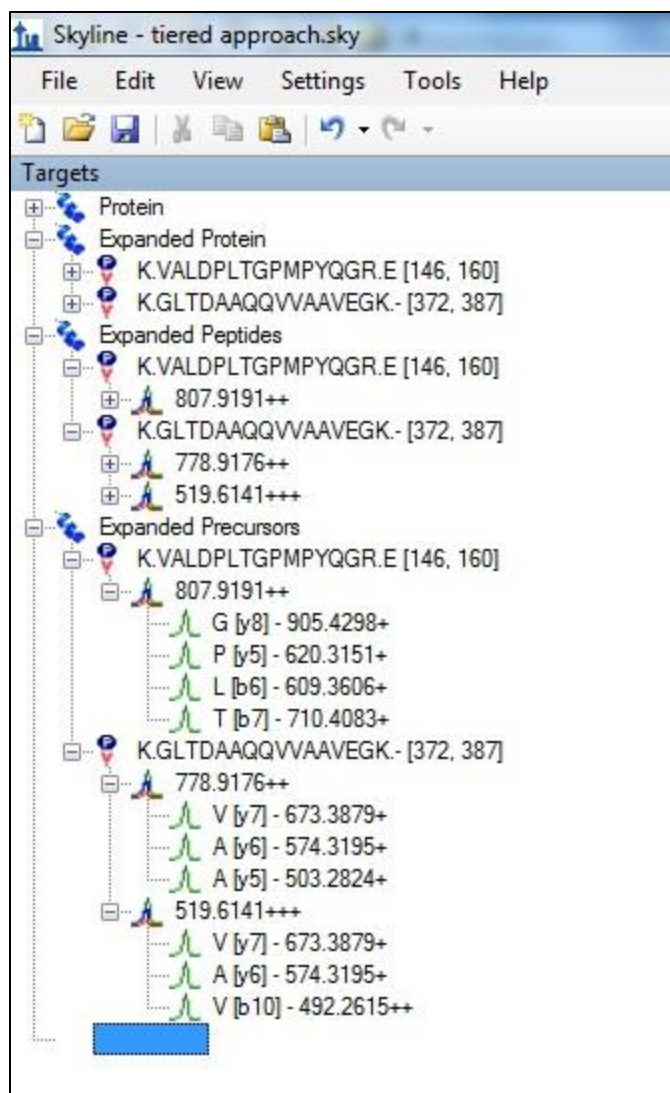 Skyline - tiered approach.sky
File Edit View Settings Tools Help
Targets
Protein
Expanded Protein
K.VALDPLTGPMPYQGR.E [146, 160]
K.GLTDAAQQVVAAVEGK.- [372, 387]
Expanded Peptides
K.VALDPLTGPMPYQGR.E [146, 160]
807.9191++
K.GLTDAAQQVVAAVEGK.- [372, 387]
778.9176++
519.6141+++
Expanded Precursors
K.VALDPLTGPMPYQGR.E [146, 160]
807.9191++
G [y8] - 905.4298+
P [y5] - 620.3151+
L [b6] - 609.3606+
T [b7] - 710.4083+
K.GLTDAAQQVVAAVEGK.- [372, 387]
778.9176++
V [y7] - 673.3879+
A [y6] - 574.3195+
A [y5] - 503.2824+
519.6141+++
V [y7] - 673.3879+
A [y6] - 574.3195+
V [b10] - 492.2615++